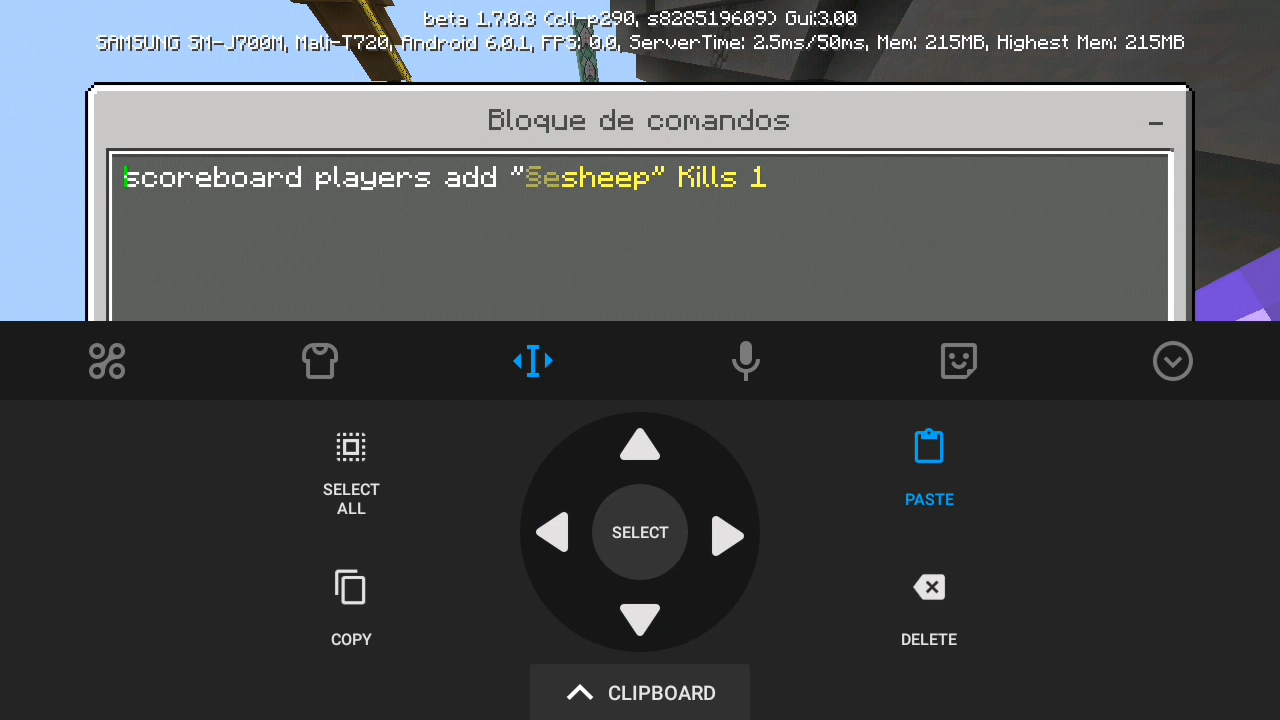 beta 1.7.0.3 (cli-p290, s828519609) Gui:3.00
SAMSUNG SM-J700M, Mali-T720, Android 6.0.1, FPS: 0.0, ServerTime: 2.5ms/50ms, Mem: 215MB, Highest Mem: 215MB
Bloque de comandos
scoreboard players add "§esheep" Kills 1
SELECT
ALL
PASTE
SELECT
COPY
DELETE
CLIPBOARD